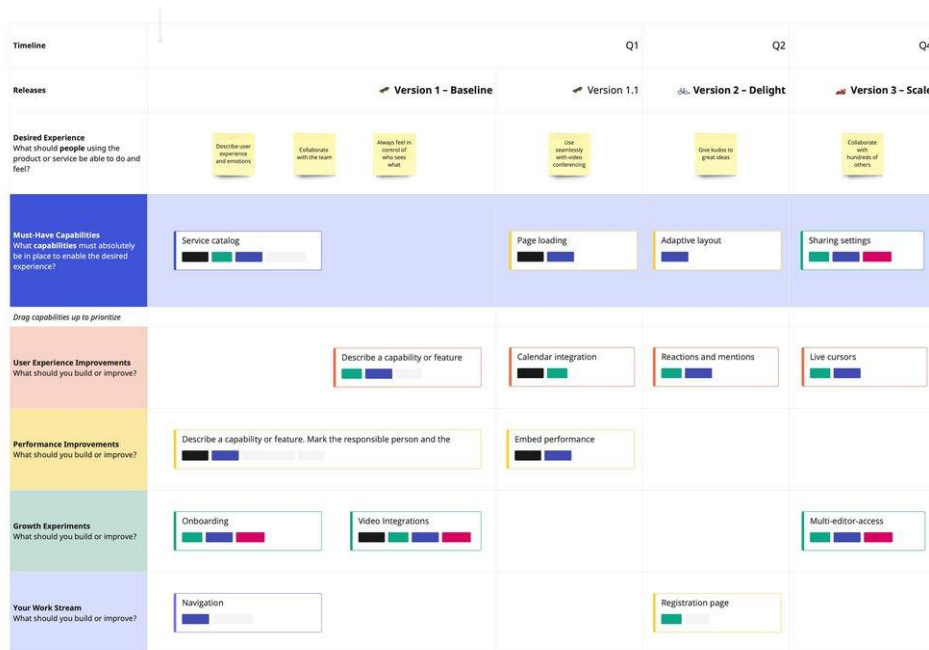 Timeline
Q1
Q2
Q4
Releases
Version 1 – Baseline
Version 1.1
Version 2 – Delight
Version 3 – Scale
Desired Experience
What should people using the
product or service be able to do and
feel?
Describe user
experience
and emotions
Collaborate
with the team
Always feel in
control of
who sees
what
Use
seamlessly
with video
conferencing
Give kudos to
great ideas
Collaborate
with
hundreds of
others
Must-Have Capabilities
What capabilities must absolutely
be in place to enable the desired
experience?
Service catalog
Page loading
Adaptive layout
Sharing settings
Drag capabilities up to prioritize
User Experience Improvements
What should you build or improve?
Describe a capability or feature
Calendar integration
Reactions and mentions
Live cursors
Performance Improvements
What should you build or improve?
Describe a capability or feature. Mark the responsible person and the
Embed performance
Growth Experiments
What should you build or improve?
Onboarding
Video Integrations
Multi-editor-access
Your Work Stream
What should you build or improve?
Navigation
Registration page